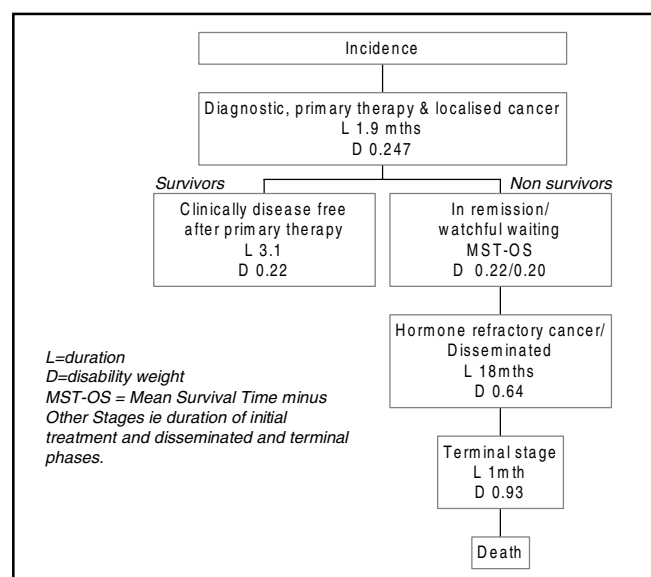 Incidence
Diagnostic, primary therapy & localised cancer
L 1.9 mths
D 0.247
Survivors
Non survivors
Clinically disease free
after primary therapy
L 3.1
D 0.22
In remission/
watchful waiting
MST-OS
D 0.22/0.20
Hormone refractory cancer/
Disseminated
L 18mths
D 0.64
L=duration
D=disability weight
MST-OS = Mean Survival Time minus
Other Stages ie duration of initial
treatment and disseminated and terminal
phases.
Terminal stage
L 1mth
D 0.93
Death